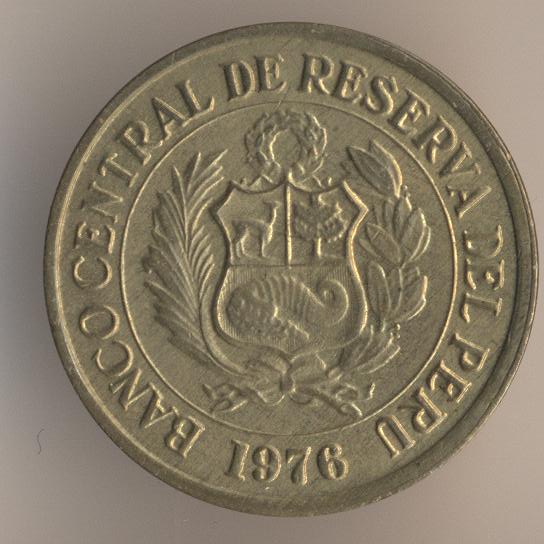 BANCO CENTRAL DE RESERVA DEL PERU
1976